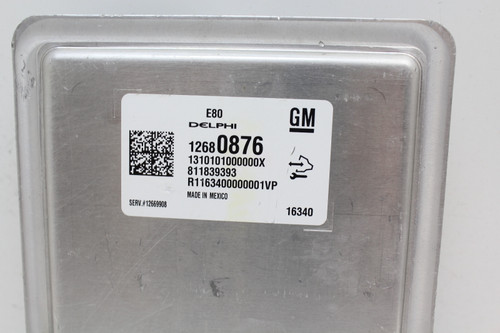 E80
DELPHI
GM
12680876
1310101000000X
811839393
R1163400000001VP
MADE IN MEXICO
SERV.#12669908
16340